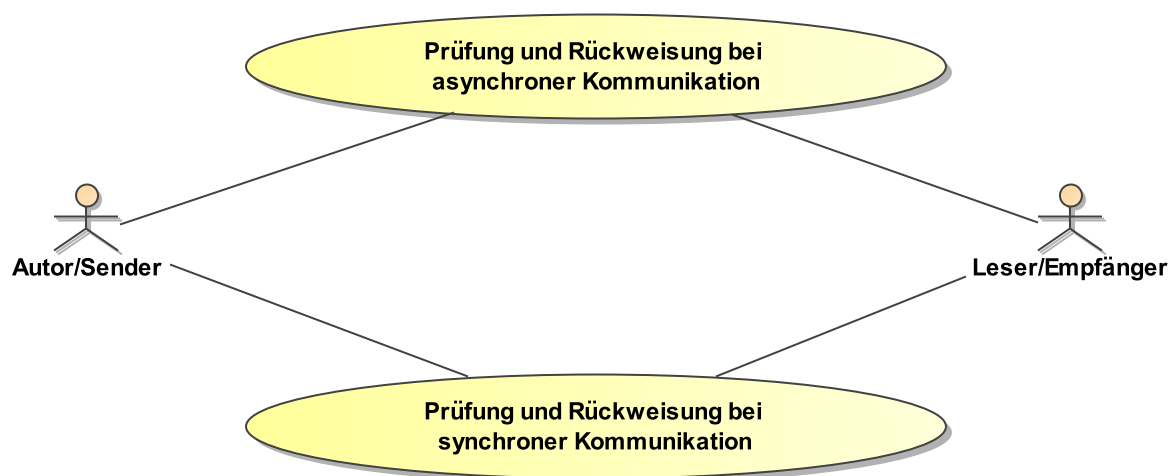 Prüfung und Rückweisung bei
asynchroner Kommunikation
Autor/Sender
Leser/Empfänger
Prüfung und Rückweisung bei
synchroner Kommunikation